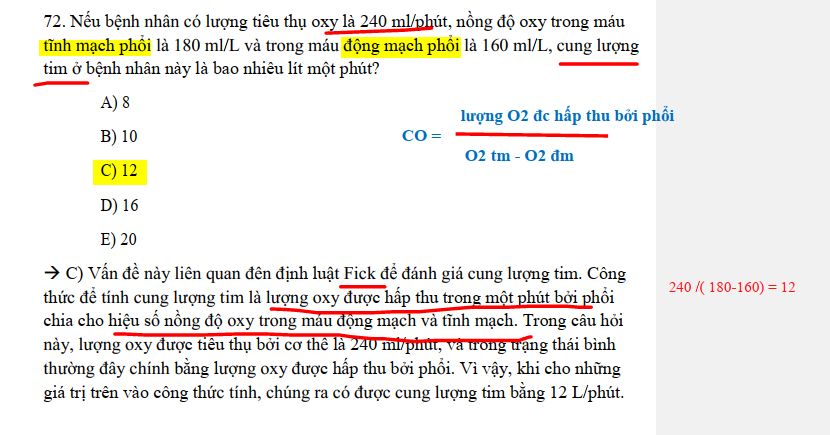 72. Nếu bệnh nhân có lượng tiêu thụ oxy là 240 ml/phút, nồng độ oxy trong máu
tĩnh mạch phổi là 180 ml/L và trong máu động mạch phổi là 160 ml/L, cung lượng
tim ở bệnh nhân này là bao nhiêu lít một phút?
A) 8
B) 10
C) 12
D) 16
E) 20
CO =
lượng O2 đc hấp thu bởi phổi
O2 tm - O2 đm
→ C) Vấn đề này liên quan đên định luật Fick để đánh giá cung lượng tim. Công
thức để tính cung lượng tim là lượng oxy được hấp thu trong một phút bởi phổi
chia cho hiệu số nồng độ oxy trong máu động mạch và tĩnh mạch. Trong câu hỏi
này, lượng oxy được tiêu thụ bởi cơ thể là 240 ml/phút, và trong trạng thái bình
thường đây chính bằng lượng oxy được hấp thu bởi phổi. Vì vậy, khi cho những
giá trị trên vào công thức tính, chúng ra có được cung lượng tim bằng 12 L/phút.
240 /( 180-160) = 12